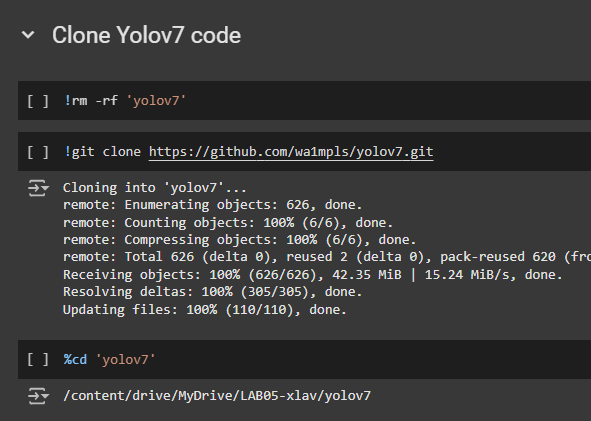 Clone Yolov7 code
[ ] !rm -rf 'yolov7'
[ ] !git clone https://github.com/wa1mpls/yolov7.git
Cloning into 'yolov7'...
remote: Enumerating objects: 626, done.
remote: Counting objects: 100% (6/6), done.
remote: Compressing objects: 100% (6/6), done.
remote: Total 626 (delta 0), reused 2 (delta 0), pack-reused 620 (fro
Receiving objects: 100% (626/626), 42.35 MiB | 15.24 MiB/s, done.
Resolving deltas: 100% (305/305), done.
Updating files: 100% (110/110), done.
[ ] %cd 'yolov7'
/content/drive/MyDrive/LAB05-xlav/yolov7